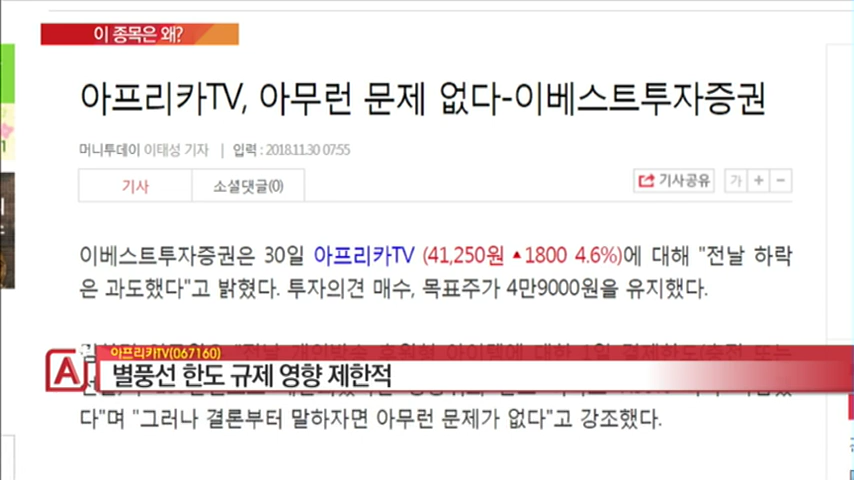 이 종목은 왜?
아프리카TV, 아무런 문제 없다-이베스트투자증권
머니투데이 이태성 기자 | 입력 : 2018.11.30 07:55
기사 소셜댓글(0) 기사공유 가 + -
이베스트투자증권은 30일 아프리카TV (41,250원 ▲1800 4.6%)에 대해 "전날 하락
은 과도했다"고 밝혔다. 투자의견 매수, 목표주가 4만9000원을 유지했다.
아프리카TV(067160)
A 별풍선 한도 규제 영향 제한적
다"며 "그러나 결론부터 말하자면 아무런 문제가 없다"고 강조했다.